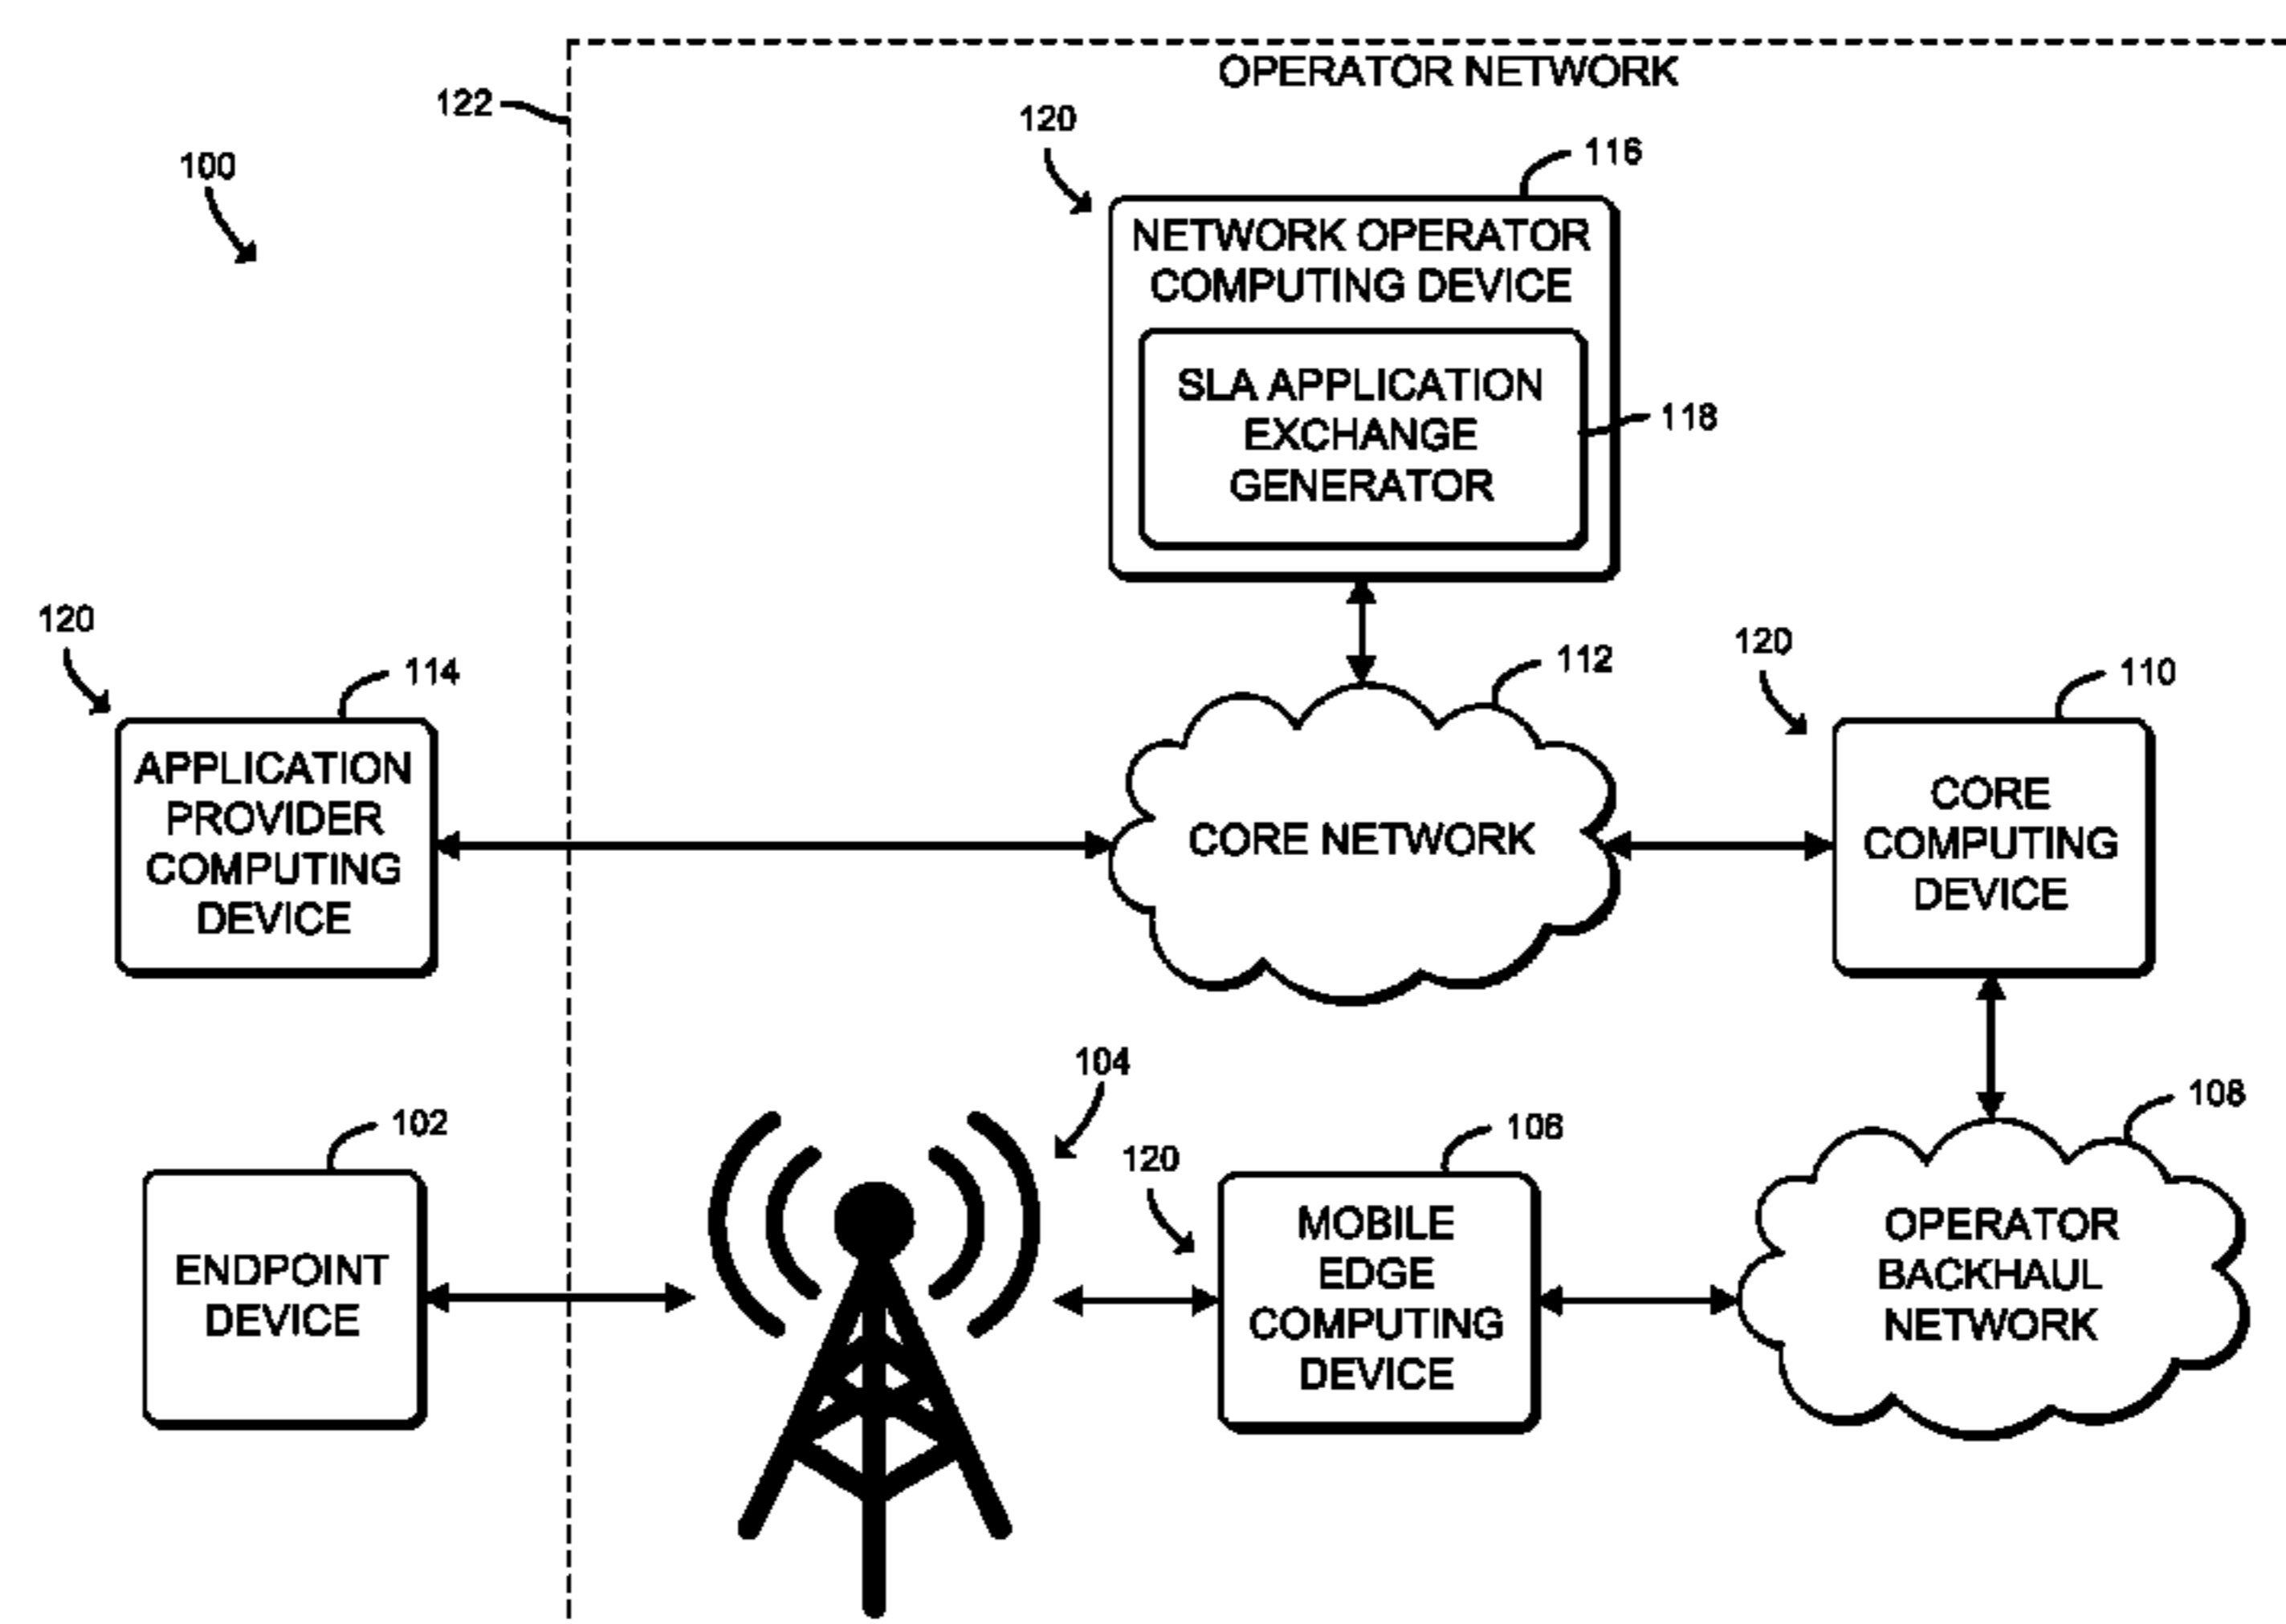 OPERATOR NETWORK
122
120
116
100
NETWORK OPERATOR
COMPUTING DEVICE
SLA APPLICATION
EXCHANGE
GENERATOR
118
120
114
112
120
110
APPLICATION
PROVIDER
COMPUTING
DEVICE
CORE NETWORK
CORE
COMPUTING
DEVICE
104
108
102
120
106
ENDPOINT
DEVICE
MOBILE
EDGE
COMPUTING
DEVICE
OPERATOR
BACKHAUL
NETWORK